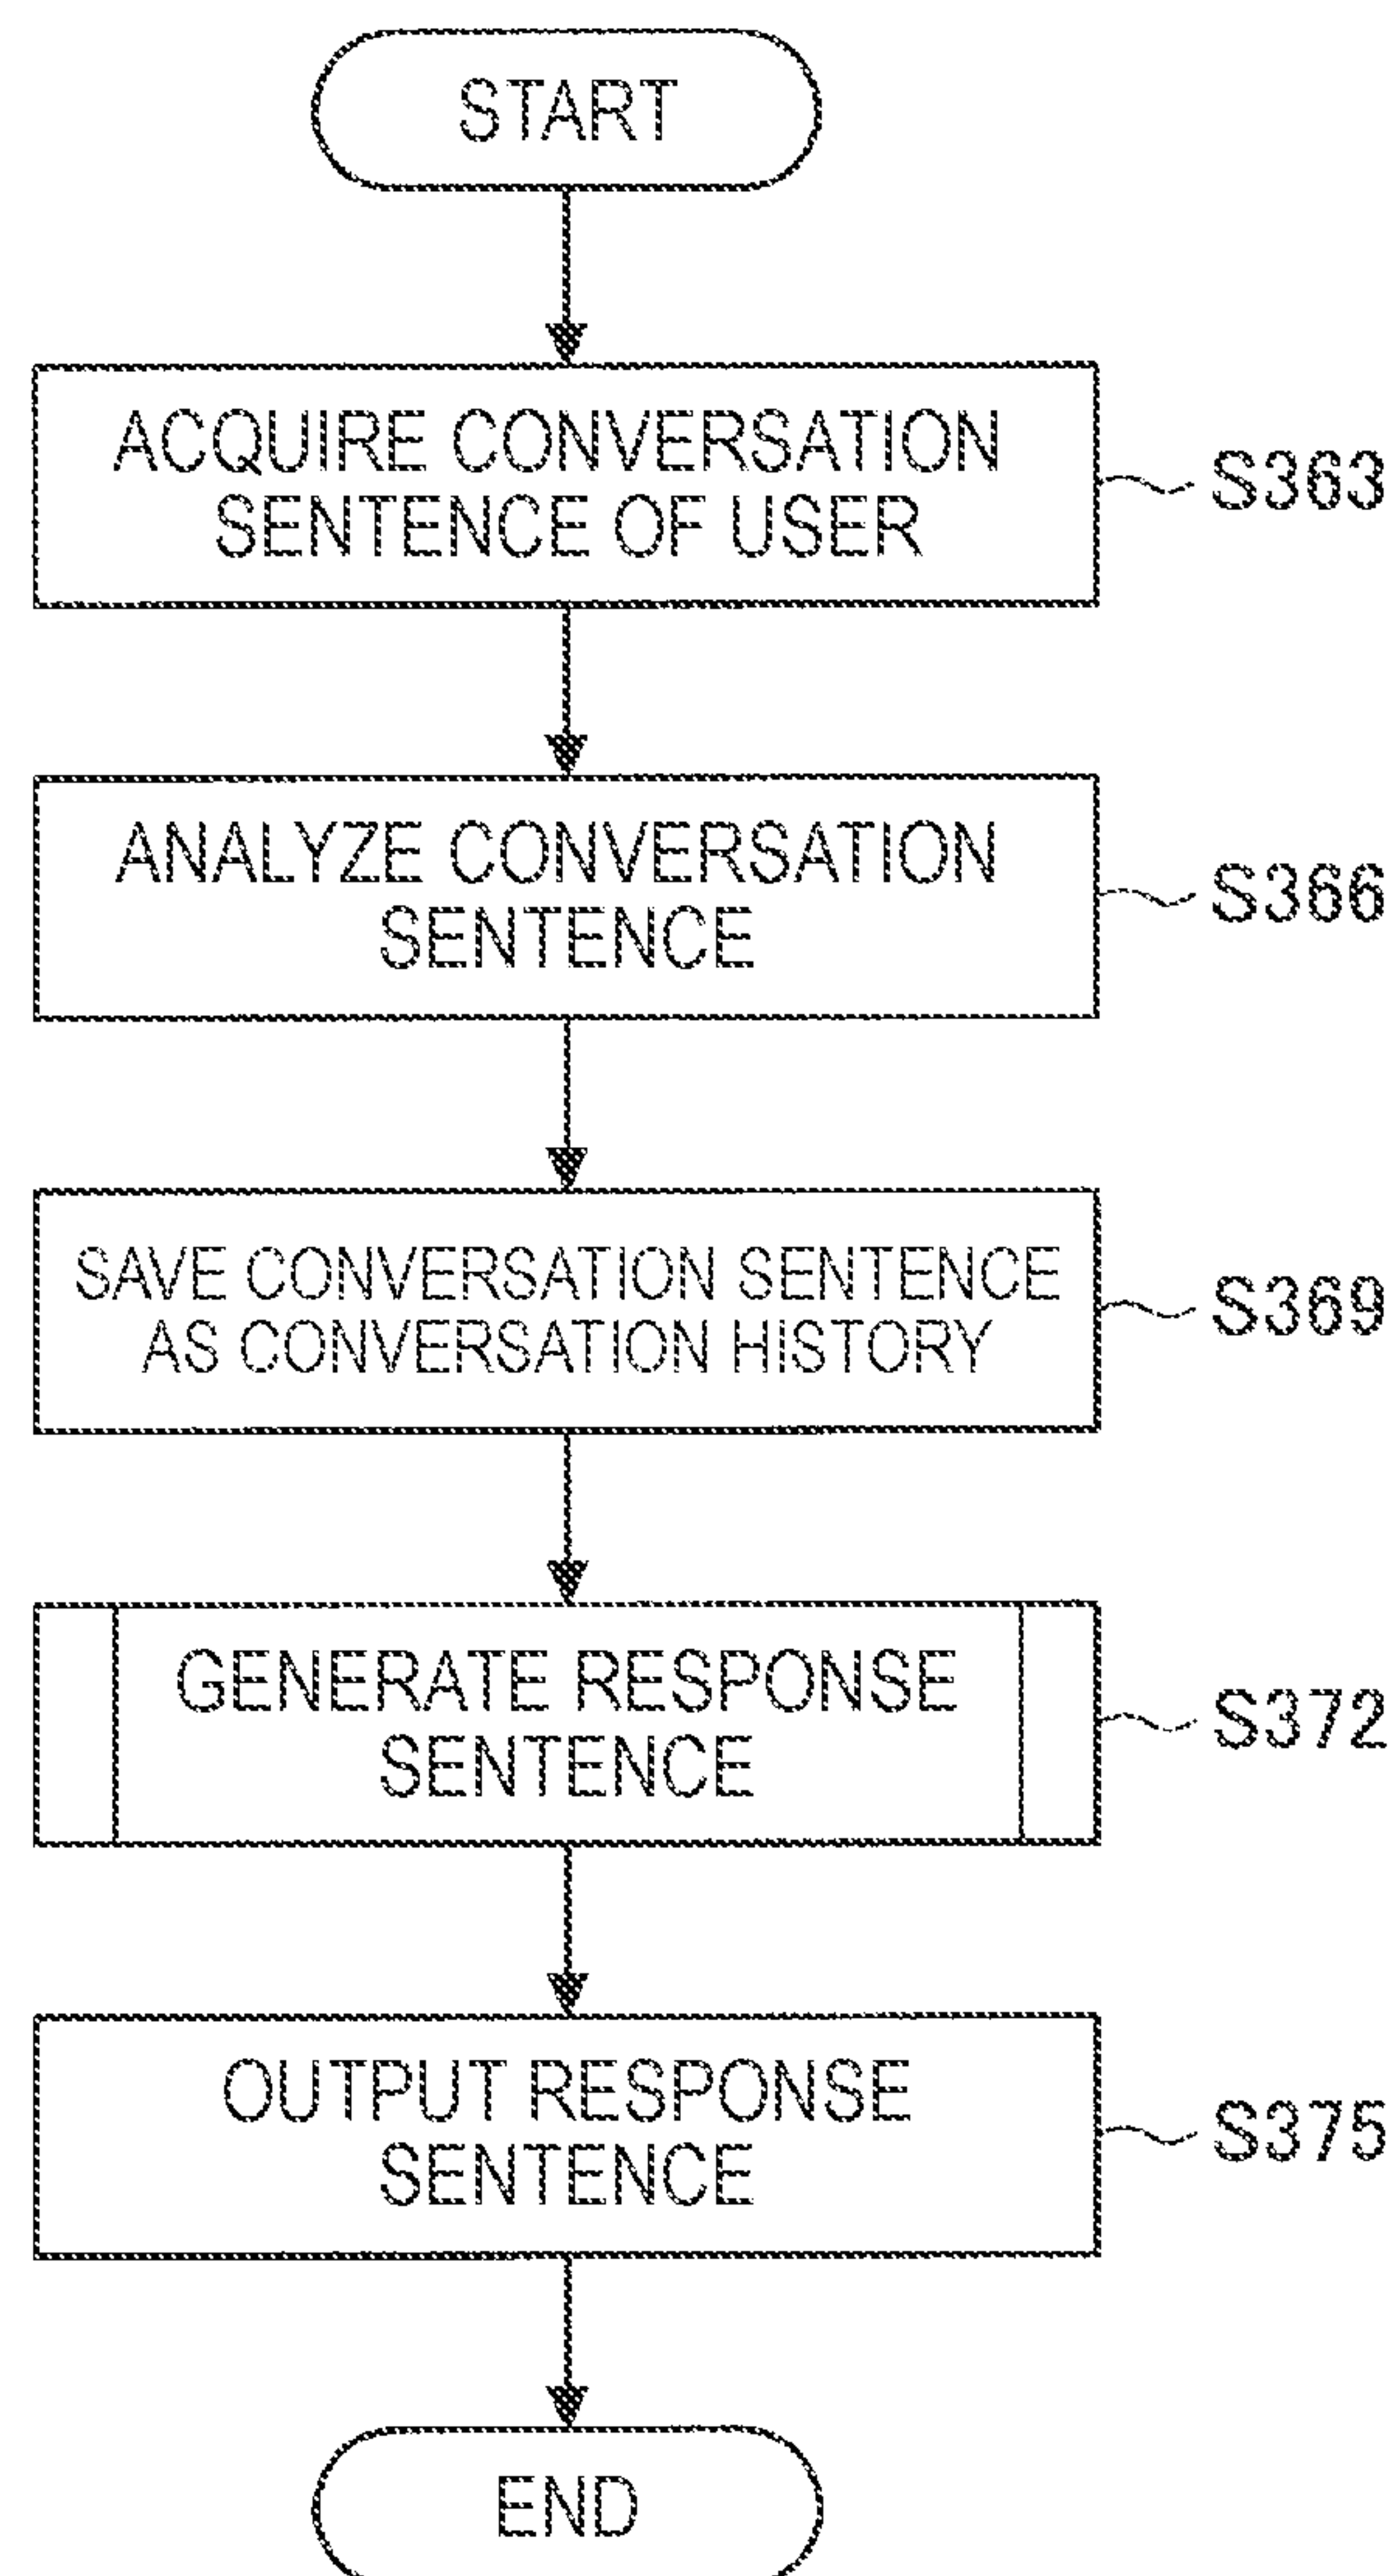 START
ACQUIRE CONVERSATION
SENTENCE OF USER
S363
ANALYZE CONVERSATION
SENTENCE
S366
SAVE CONVERSATION SENTENCE
AS CONVERSATION HISTORY
S369
GENERATE RESPONSE
SENTENCE
S372
OUTPUT RESPONSE
SENTENCE
S375
END